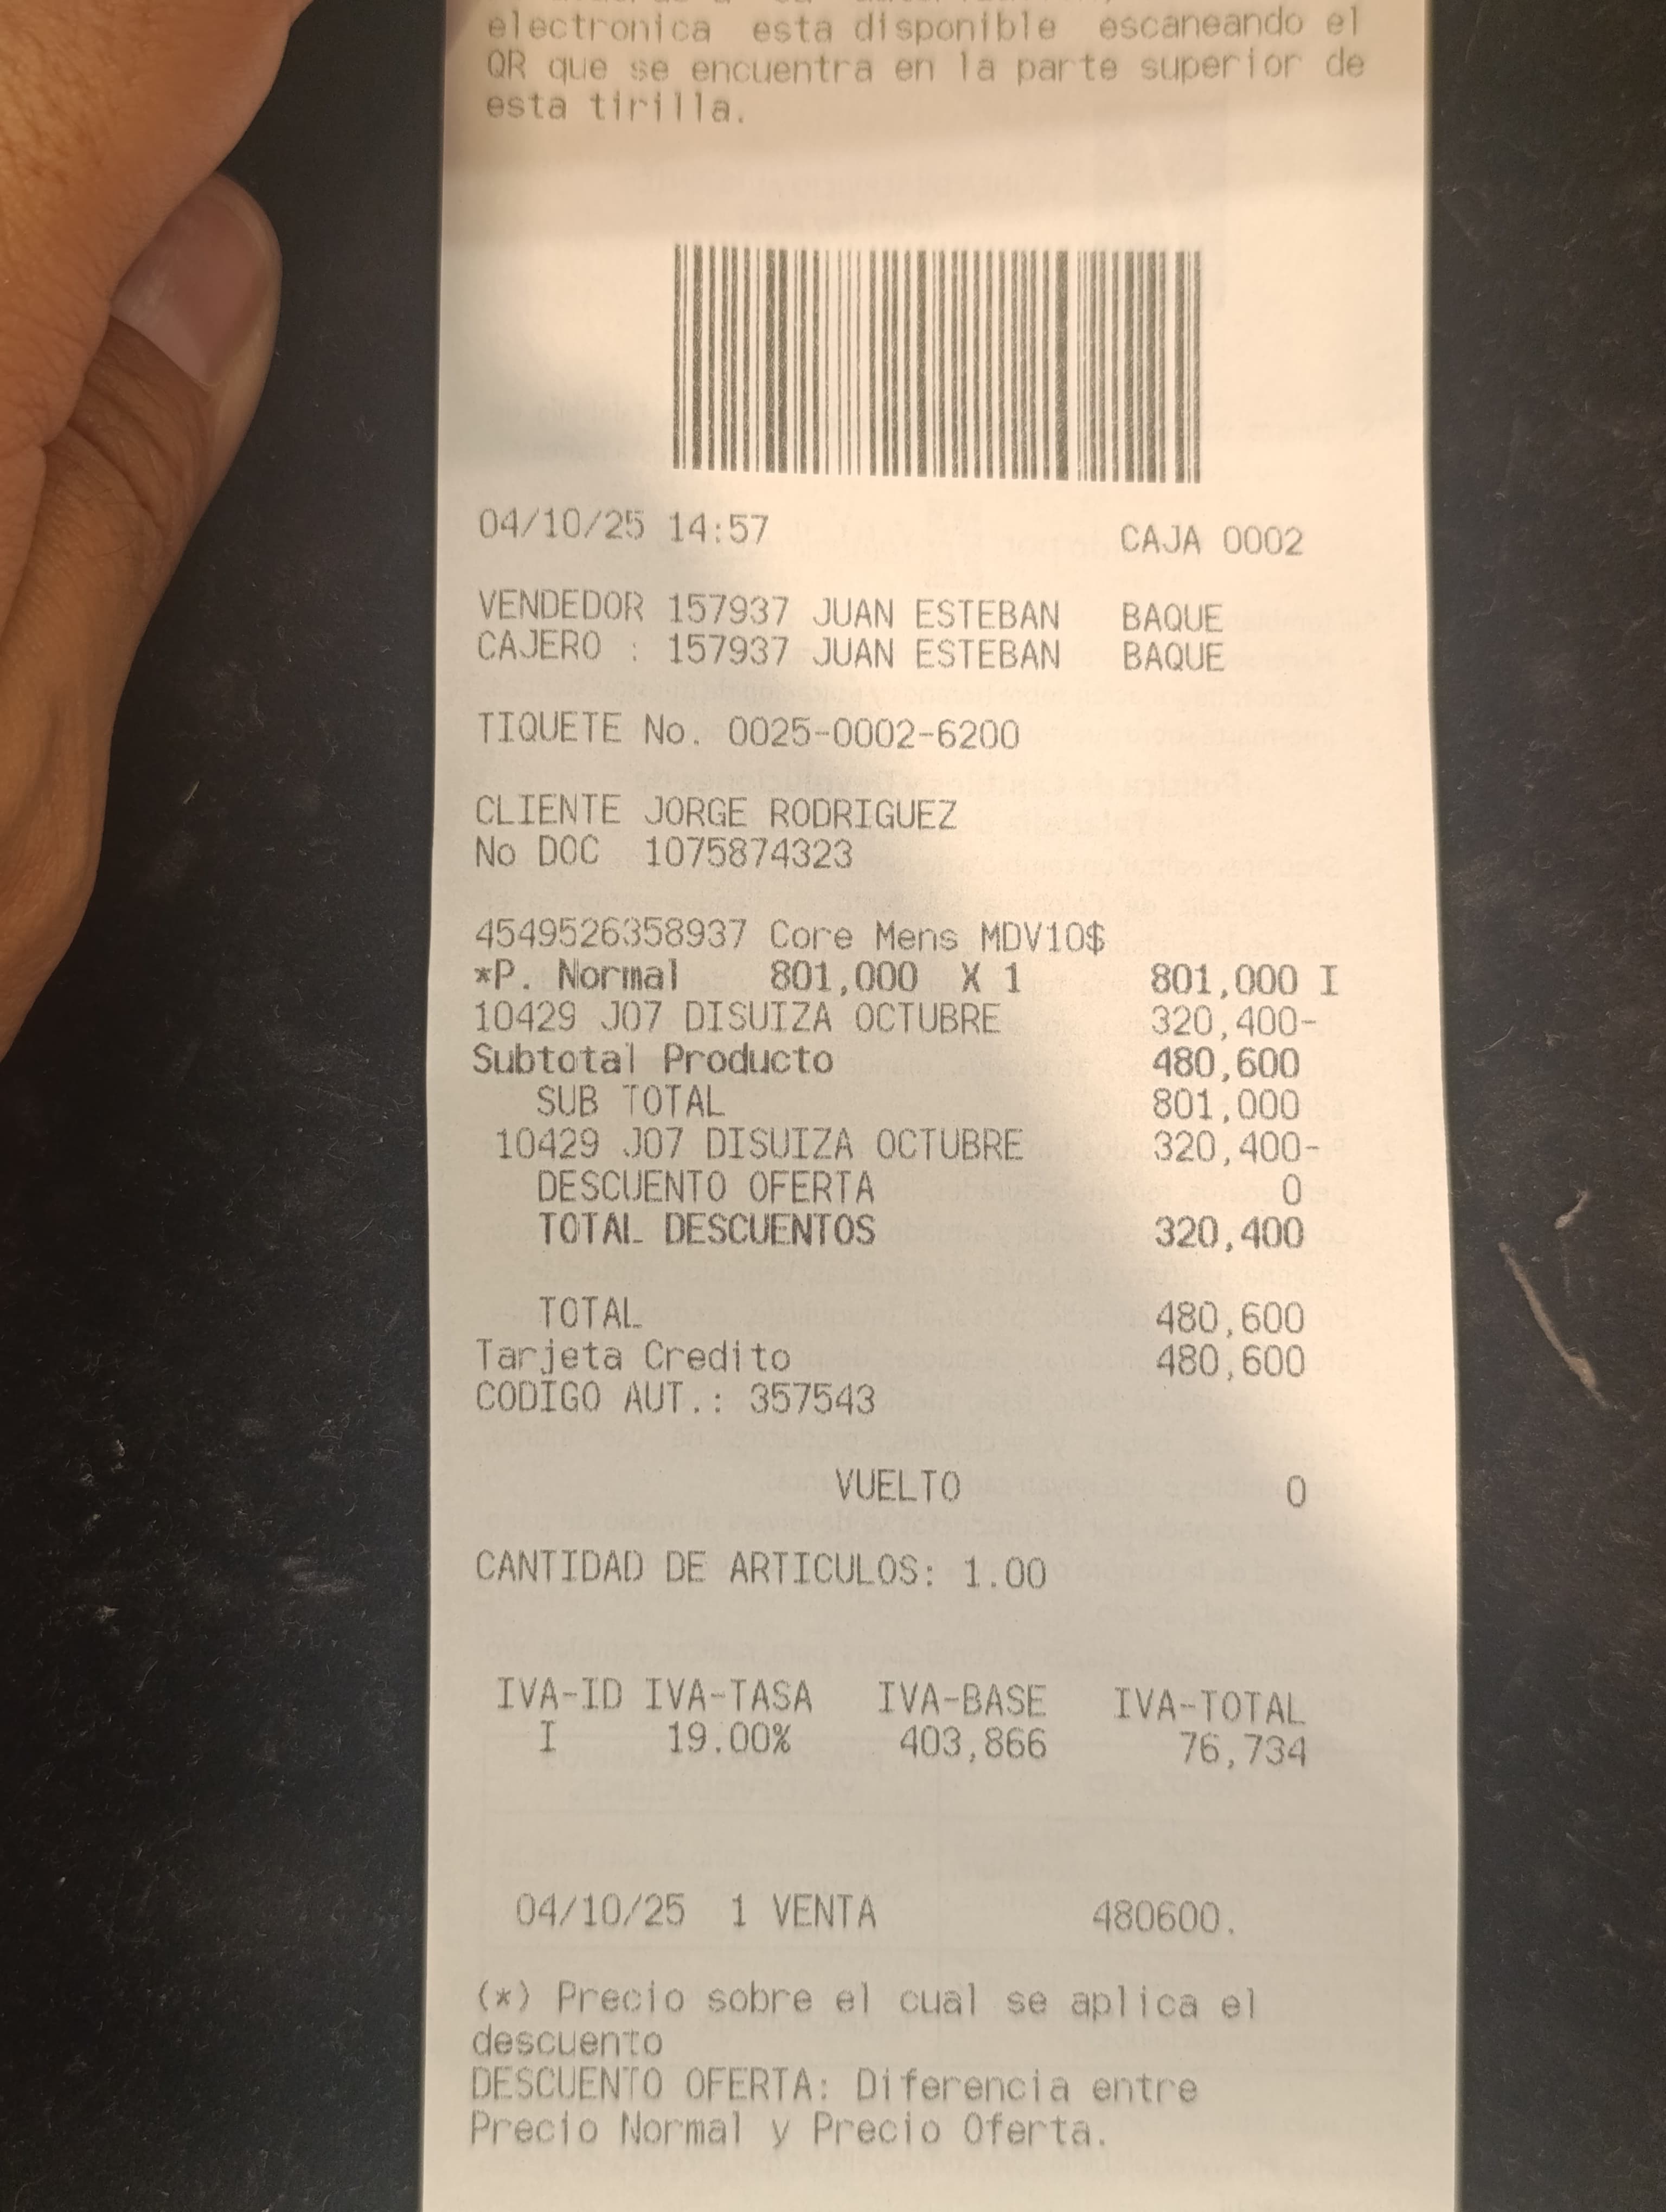 electronica esta disponible escaneando el
QR que se encuentra en la parte superior de
esta tirilla.
04/10/25 14:57 CAJA 0002
VENDEDOR 157937 JUAN ESTEBAN BAQUE
CAJERO : 157937 JUAN ESTEBAN BAQUE
TIQUETE No. 0025-0002-6200
CLIENTE JORGE RODRIGUEZ
No DOC 1075874323
4549526358937 Core Mens MDV10$
*P. Normal 801,000 X 1 801,000 I
10429 J07 DISUIZA OCTUBRE 320,400-
Subtotal Producto 480,600
SUB TOTAL 801,000
10429 J07 DISUIZA OCTUBRE 320,400-
DESCUENTO OFERTA 0
TOTAL DESCUENTOS 320,400
TOTAL 480,600
Tarjeta Credito 480,600
CODIGO AUT.: 357543
VUELTO 0
CANTIDAD DE ARTICULOS: 1.00
IVA-ID IVA-TASA IVA-BASE IVA-TOTAL
I 19.00% 403,866 76,734
04/10/25 1 VENTA 480600.
(*) Precio sobre el cual se aplica el
descuento
DESCUENTO OFERTA: Diferencia entre
Precio Normal y Precio Oferta.